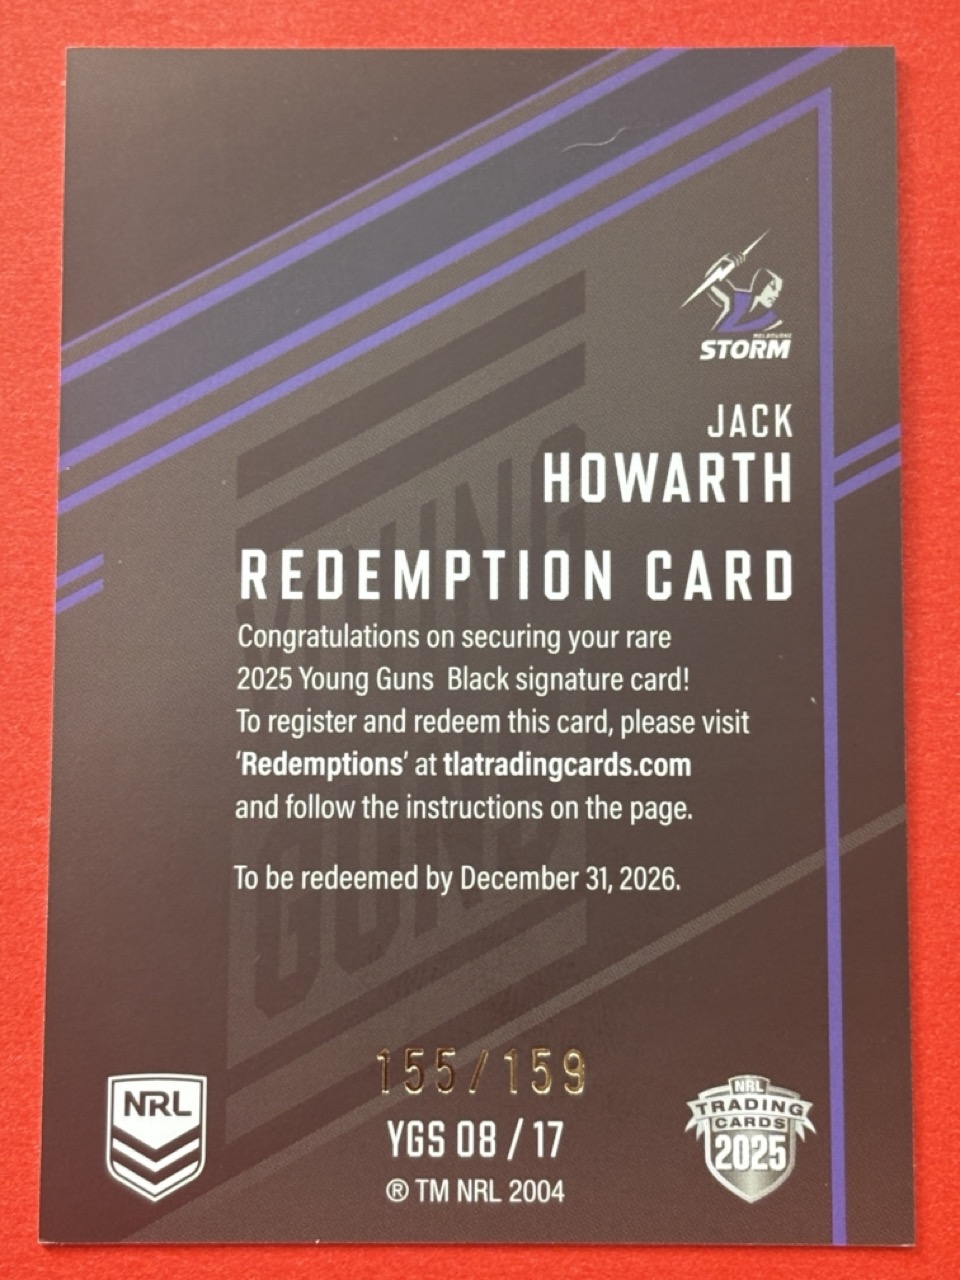 MELBOURNE
STORM
JACK
HOWARTH
REDEMPTION CARD
Congratulations on securing your rare
2025 Young Guns Black signature card!
To register and redeem this card, please visit
‘Redemptions’ at tlatradingcards.com
and follow the instructions on the page.
To be redeemed by December 31, 2026.
YOUNG
GUNS
155/159
NRL
YGS 08 / 17
® TM NRL 2004
NRL
TRADING
CARDS
2025